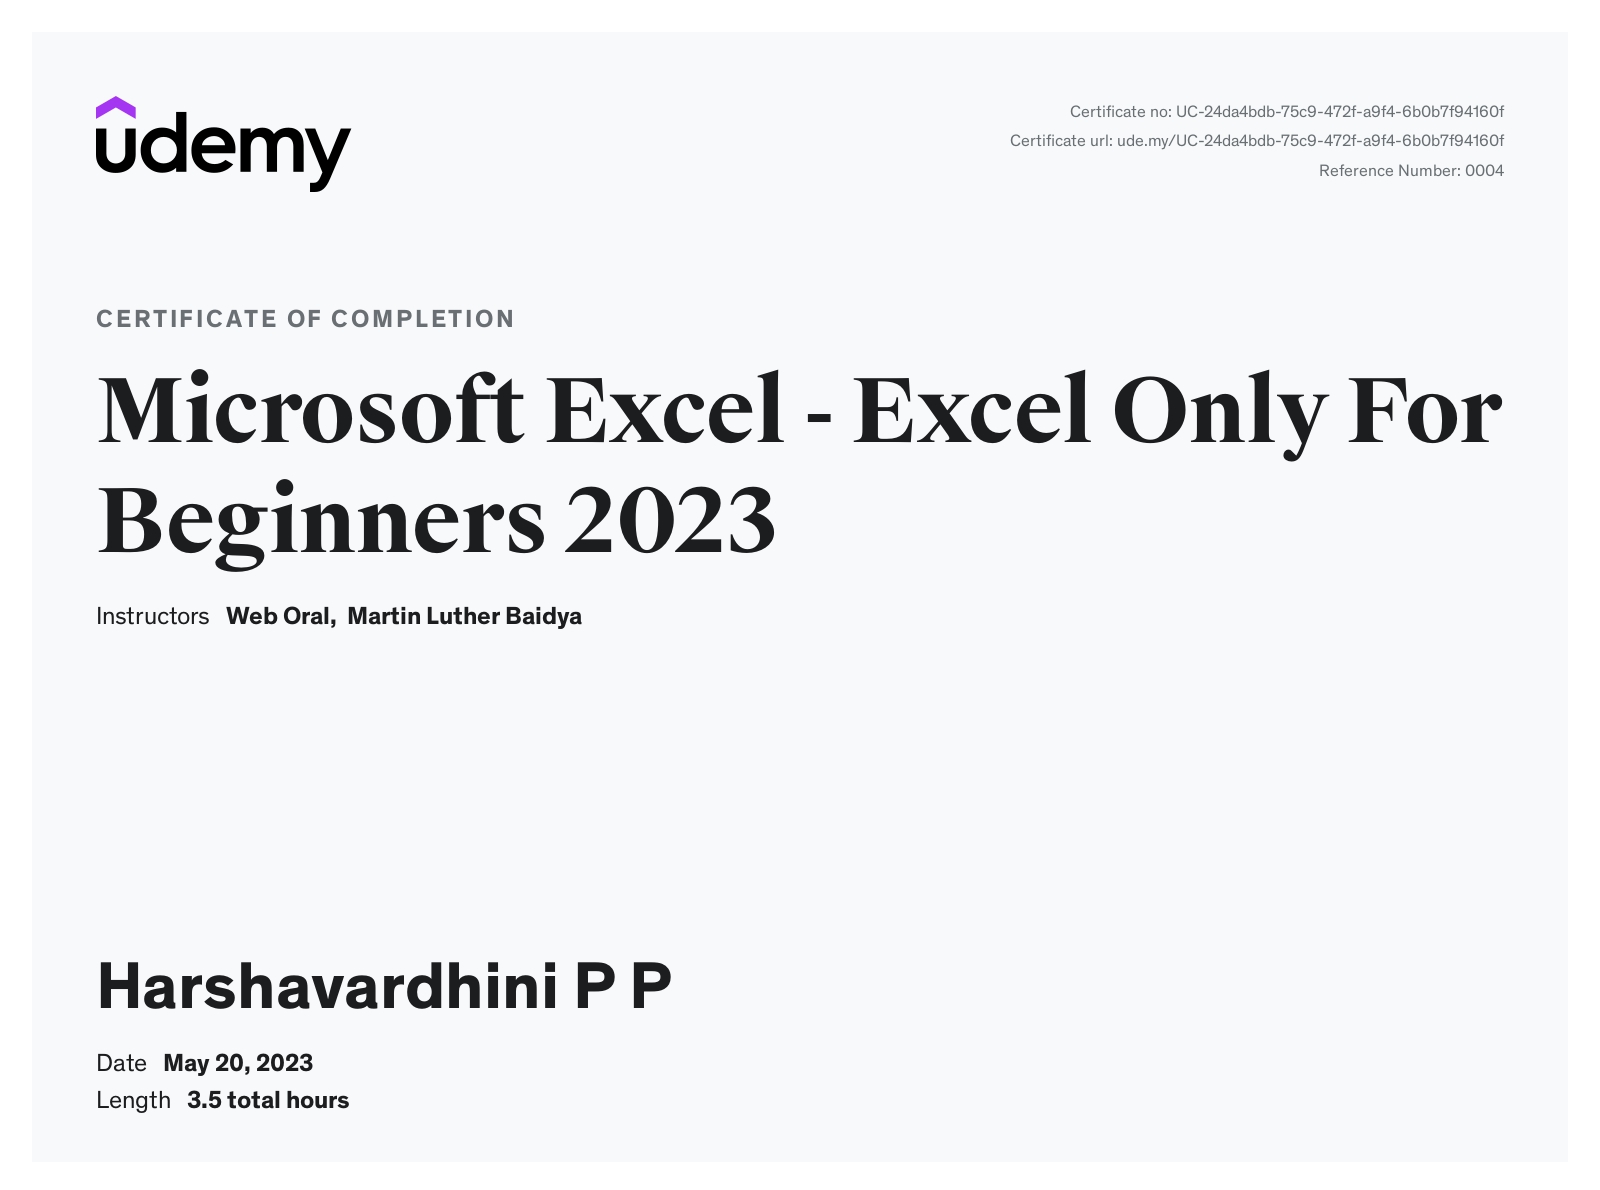 udemy
Certificate no: UC-24da4bdb-75c9-472f-a9f4-6b0b7f94160f
Certificate url: ude.my/UC-24da4bdb-75c9-472f-a9f4-6b0b7f94160f
Reference Number: 0004
CERTIFICATE OF COMPLETION
Microsoft Excel - Excel Only For
Beginners 2023
Instructors Web Oral, Martin Luther Baidya
Harshavardhini P P
Date May 20, 2023
Length 3.5 total hours